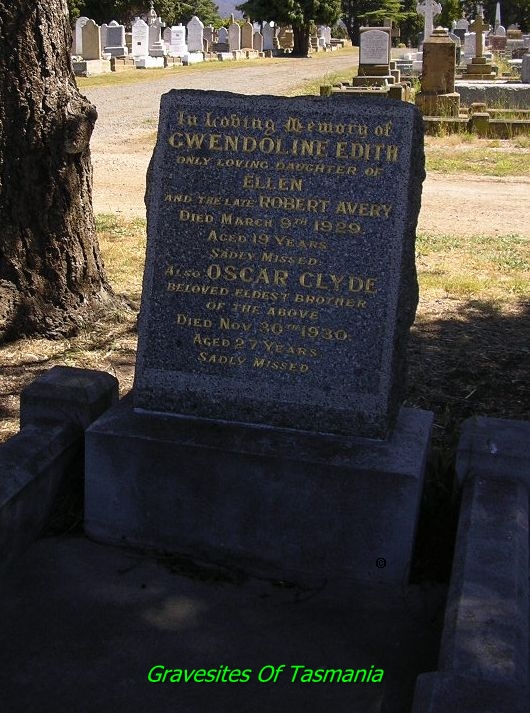 In Loving Memory of
GWENDOLINE EDITH
ONLY LOVING DAUGHTER OF
ELLEN
AND THE LATE ROBERT AVERY
DIED MARCH 9TH 1929.
AGED 19 YEARS.
SADLY MISSED.
ALSO OSCAR CLYDE
BELOVED ELDEST BROTHER
OF THE ABOVE
DIED NOV. 30TH 1930.
AGED 27 YEARS.
SADLY MISSED
©
Gravesites Of Tasmania